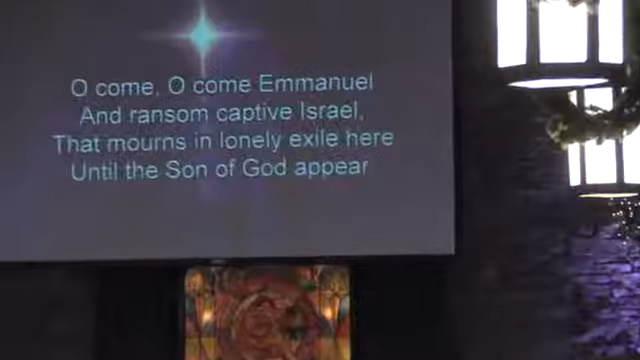 O come, O come Emmanuel
And ransom captive Israel,
That mourns in lonely exile here
Until the Son of God appear